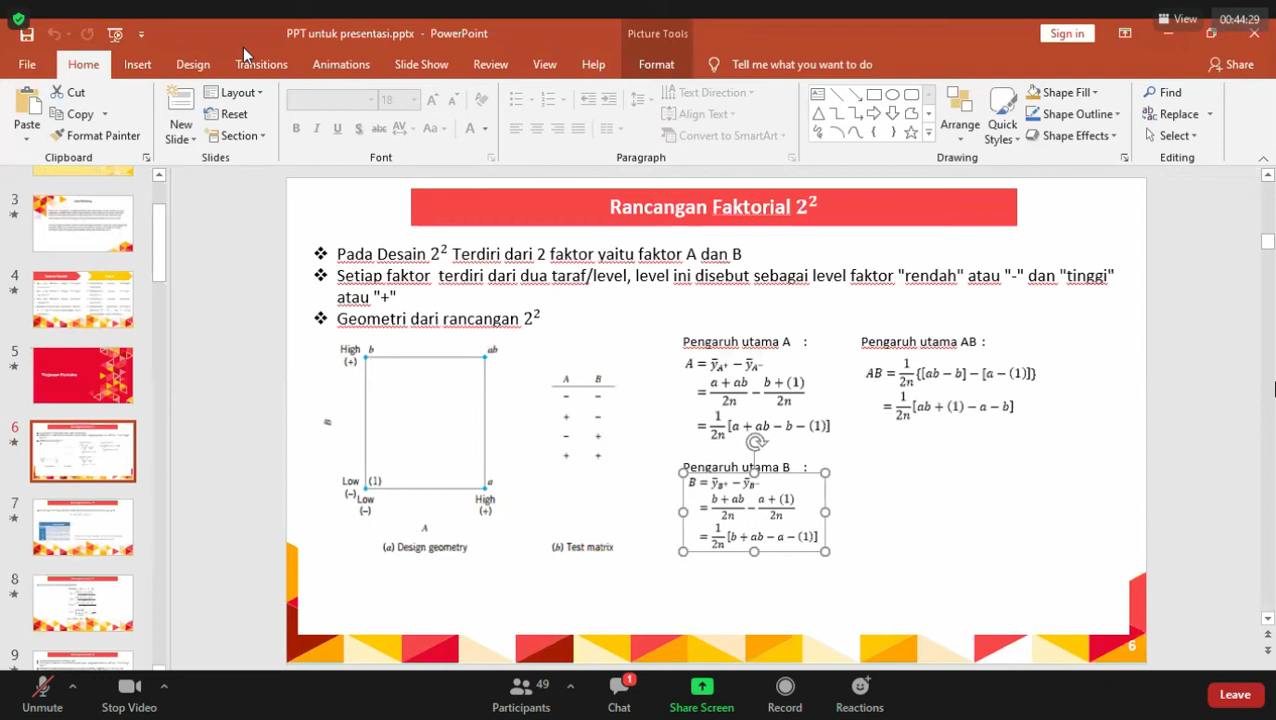 View
00:44:29
PPT untuk presentasi.pptx - PowerPoint
Picture Tools
Sign in
File
Home
Insert
Design
Transitions
Animations
Slide Show
Review
View
Help
Format
Tell me what you want to do
Share
Paste
Cut
Copy
Format Painter
Clipboard
New
Slide
Layout
Reset
Section
Slides
18
Font
Text Direction
Align Text
Convert to SmartArt
Paragraph
Arrange
Quick
Styles
Shape Fill
Shape Outline
Shape Effects
Drawing
Find
Replace
Select
Editing
3
4
6
7
8
9
Rancangan Faktorial 2²
❖ Pada Desain 2² Terdiri dari 2 faktor yaitu faktor A dan B
❖ Setiap faktor terdiri dari dua taraf/level, level ini disebut sebagai level faktor "rendah" atau "-" dan "tinggi"
atau "+"
❖ Geometri dari rancangan 2²
High
(+)
b
ab
B
Low
(−)
(1)
a
Low
(−)
High
(+)
A
(a) Design geometry
A B
− −
+ −
− +
+ +
(b) Test matrix
Pengaruh utama A :
A = ȳA⁺ − ȳA⁻
= (a + ab)/2n − (b + (1))/2n
= 1/2n [a + ab − b − (1)]
Pengaruh utama B :
B = ȳB⁺ − ȳB⁻
= (b + ab)/2n − (a + (1))/2n
= 1/2n [b + ab − a − (1)]
Pengaruh utama AB :
AB = 1/2n {[ab − b] − [a − (1)]}
= 1/2n [ab + (1) − a − b]
6
Unmute
Stop Video
49
Participants
1
Chat
Share Screen
Record
Reactions
Leave